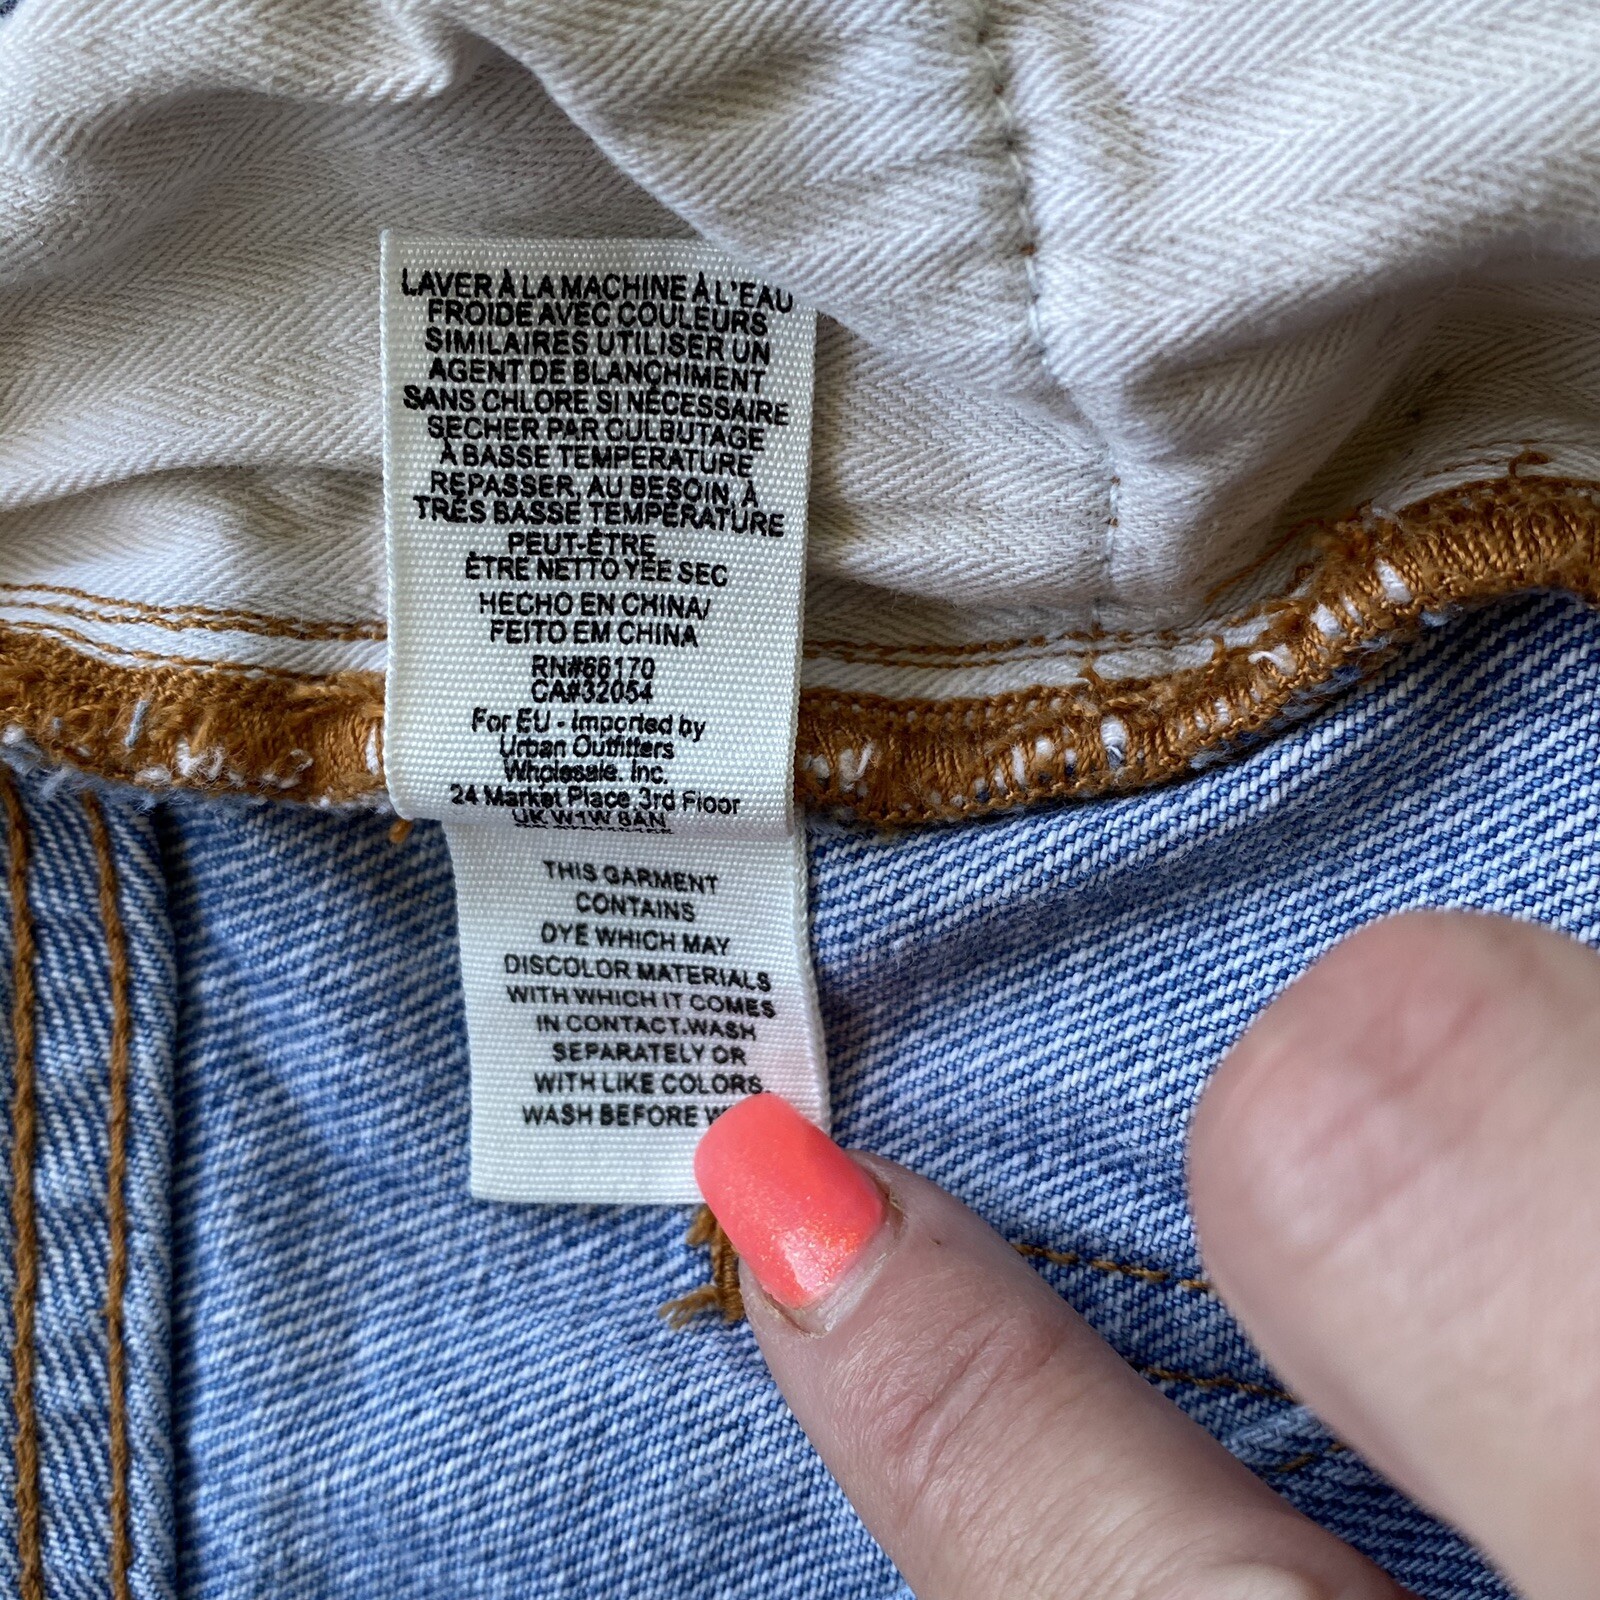 LAVER À LA MACHINE À L'EAU
FROIDE AVEC COULEURS
SIMILAIRES UTILISER UN
AGENT DE BLANCHIMENT
SANS CHLORE SI NÉCESSAIRE
SECHER PAR CULBUTAGE
À BASSE TEMPERATURE
REPASSER, AU BESOIN, À
TRÈS BASSE TEMPÉRATURE
PEUT-ÊTRE
ÊTRE NETTOYÉE SEC
HECHO EN CHINA/
FEITO EM CHINA
RN#66170
CA#32054
For EU - Imported by
Urban Outfitters
Wholesale. Inc.
24 Market Place,3rd Floor
UK W1W 8AN
THIS GARMENT
CONTAINS
DYE WHICH MAY
DISCOLOR MATERIALS
WITH WHICH IT COMES
IN CONTACT.WASH
SEPARATELY OR
WITH LIKE COLORS.
WASH BEFORE